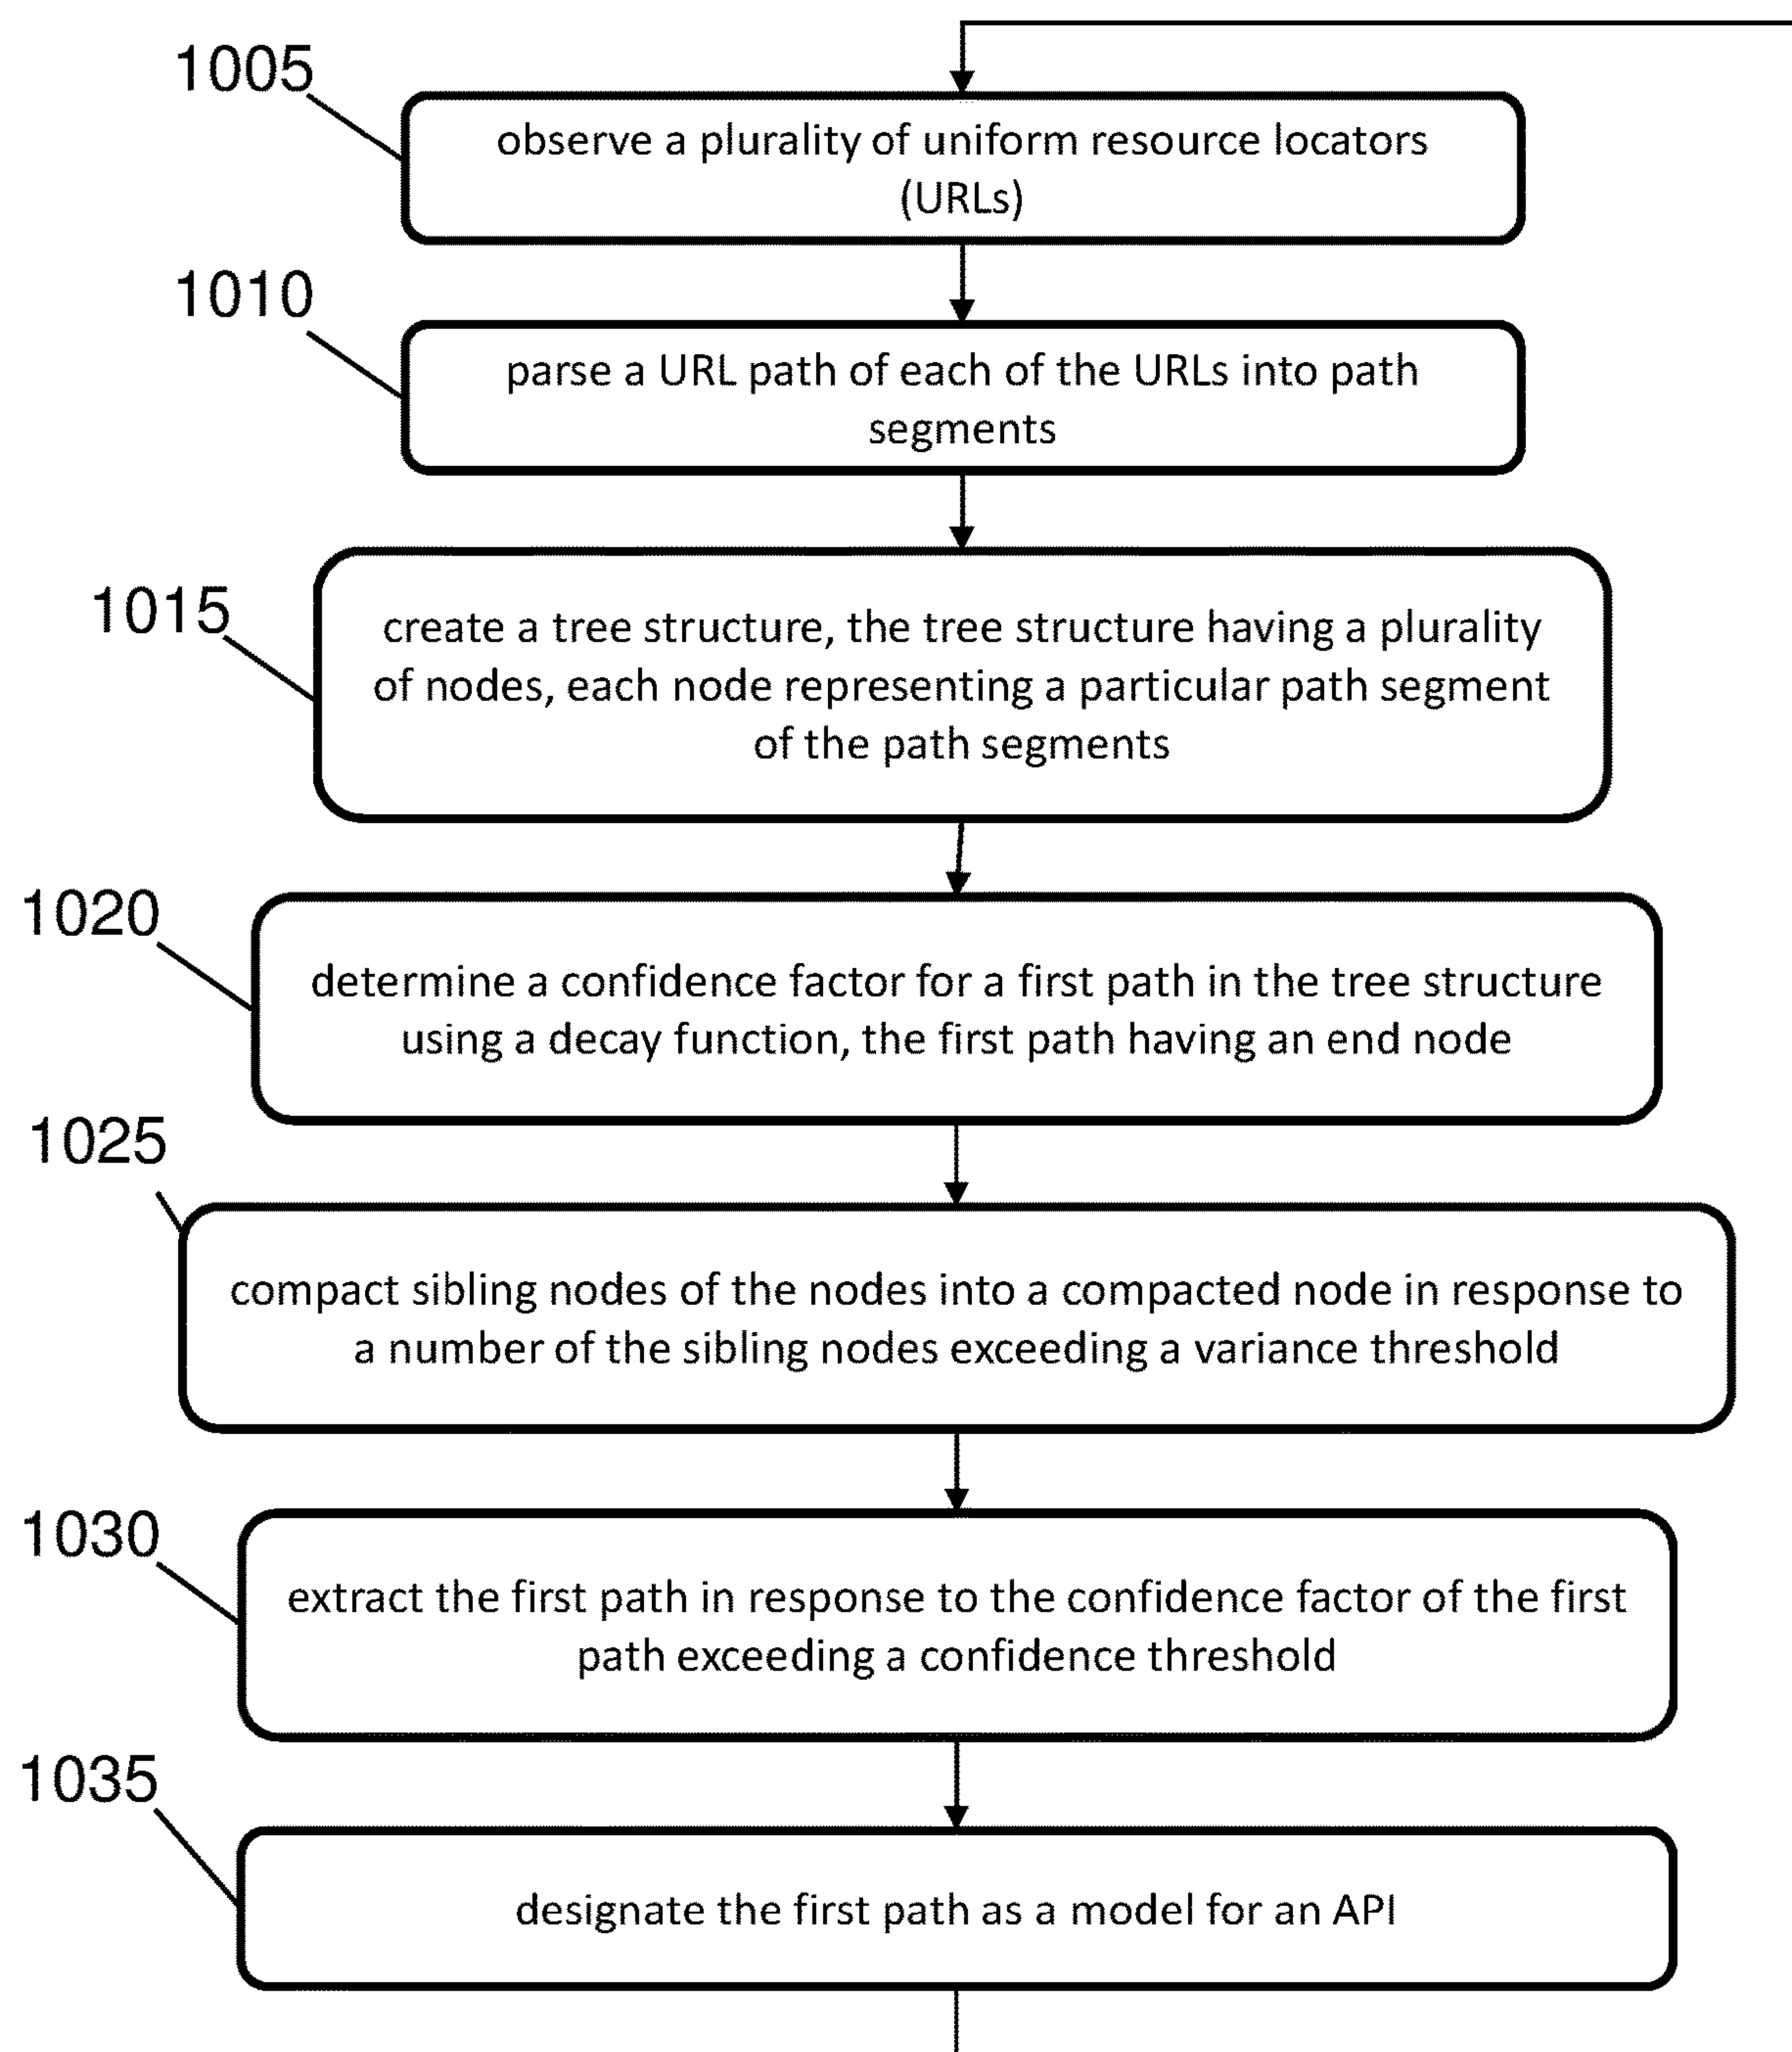 1005
observe a plurality of uniform resource locators
(URLs)
1010
parse a URL path of each of the URLs into path
segments
1015
create a tree structure, the tree structure having a plurality
of nodes, each node representing a particular path segment
of the path segments
1020
determine a confidence factor for a first path in the tree structure
using a decay function, the first path having an end node
1025
compact sibling nodes of the nodes into a compacted node in response to
a number of the sibling nodes exceeding a variance threshold
1030
extract the first path in response to the confidence factor of the first
path exceeding a confidence threshold
1035
designate the first path as a model for an API